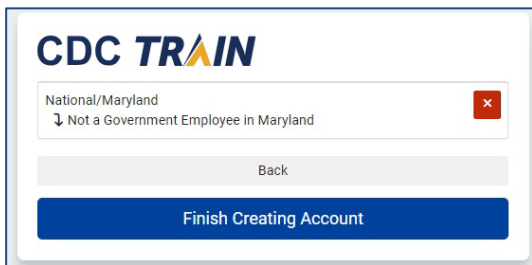 CDC TRAIN
National/Maryland
Not a Government Employee in Maryland
Back
Finish Creating Account